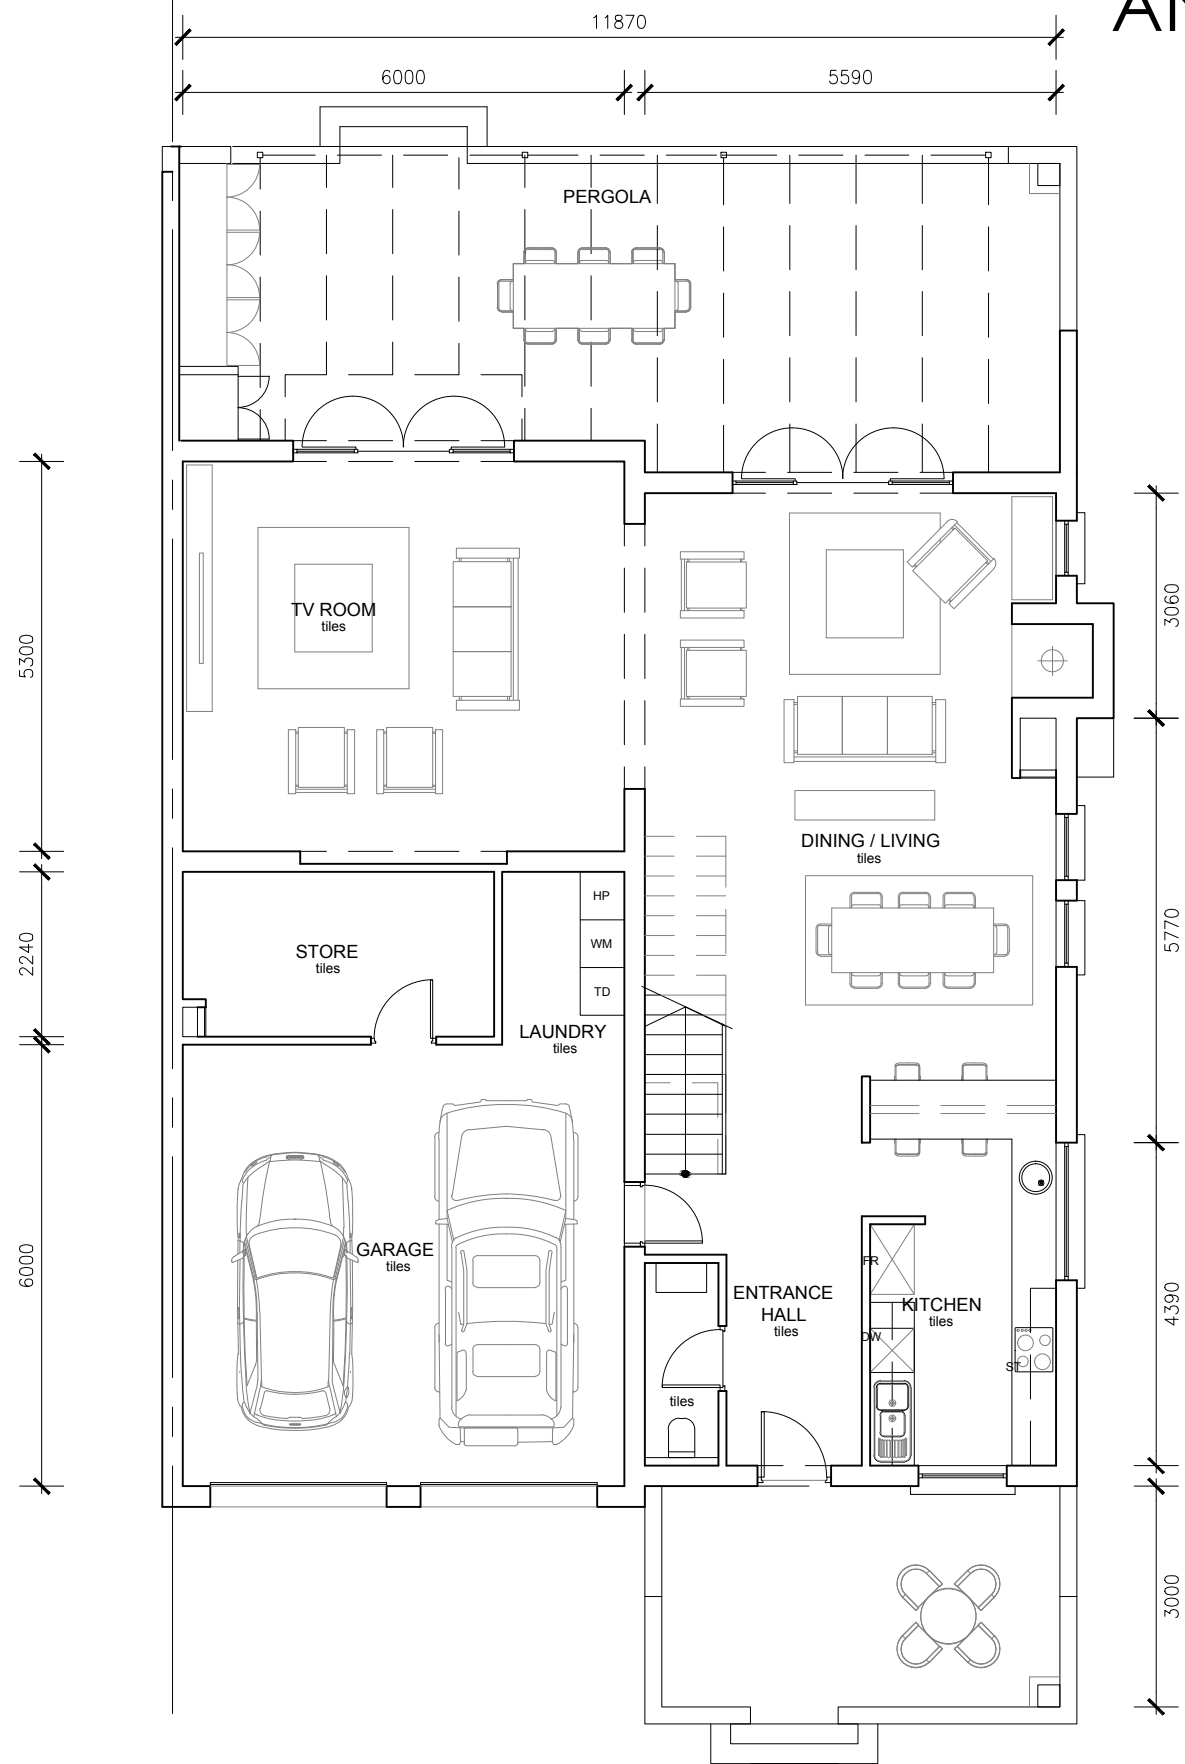 11870
6000
5590
PERGOLA
5300
3060
TV ROOM
tiles
DINING / LIVING
tiles
HP
WM
TD
2240
STORE
tiles
5770
LAUNDRY
tiles
6000
GARAGE
tiles
FR
ENTRANCE
HALL
tiles
KITCHEN
tiles
DW
ST
4390
tiles
3000